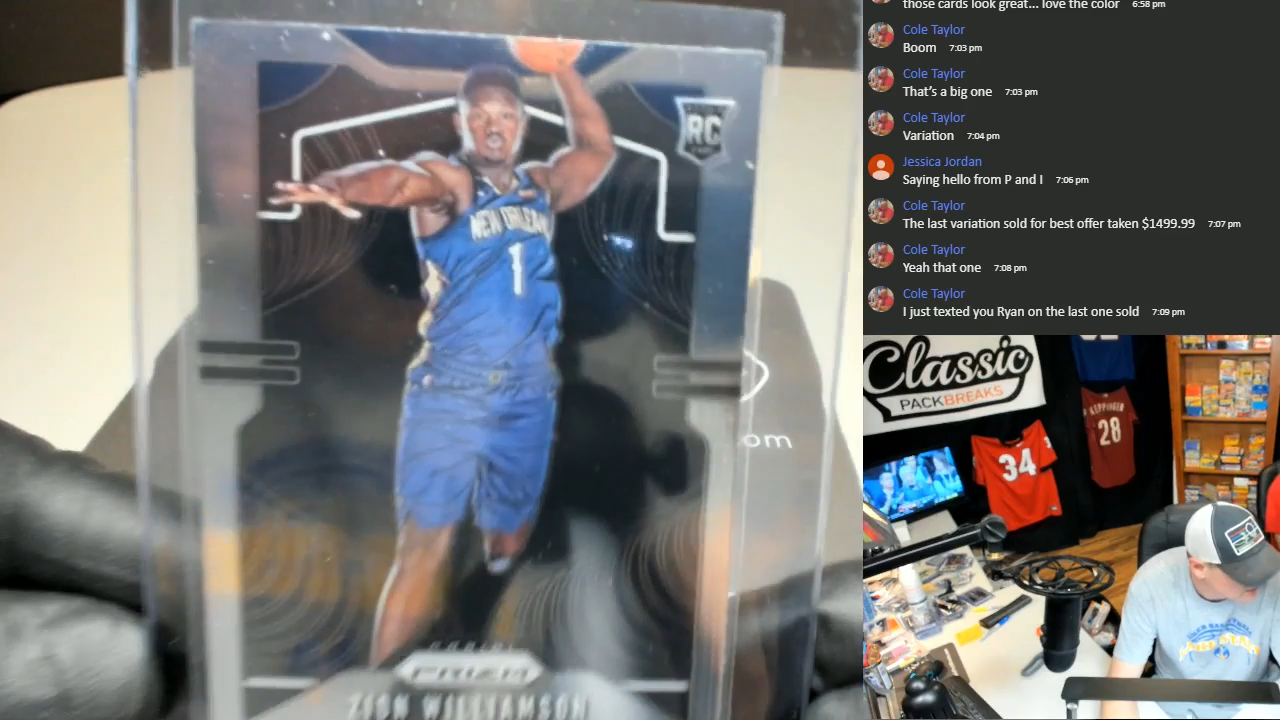 RC
NEW ORLEANS
1
om
PRIZM
ZION WILLIAMSON
those cards look great... love the color 6:58 pm
Cole Taylor
Boom 7:03 pm
Cole Taylor
That's a big one 7:03 pm
Cole Taylor
Variation 7:04 pm
Jessica Jordan
Saying hello from P and I 7:06 pm
Cole Taylor
The last variation sold for best offer taken $1499.99 7:07 pm
Cole Taylor
Yeah that one 7:08 pm
Cole Taylor
I just texted you Ryan on the last one sold 7:09 pm
Classic
PACKBREAKS
34
KEPPINGER
28